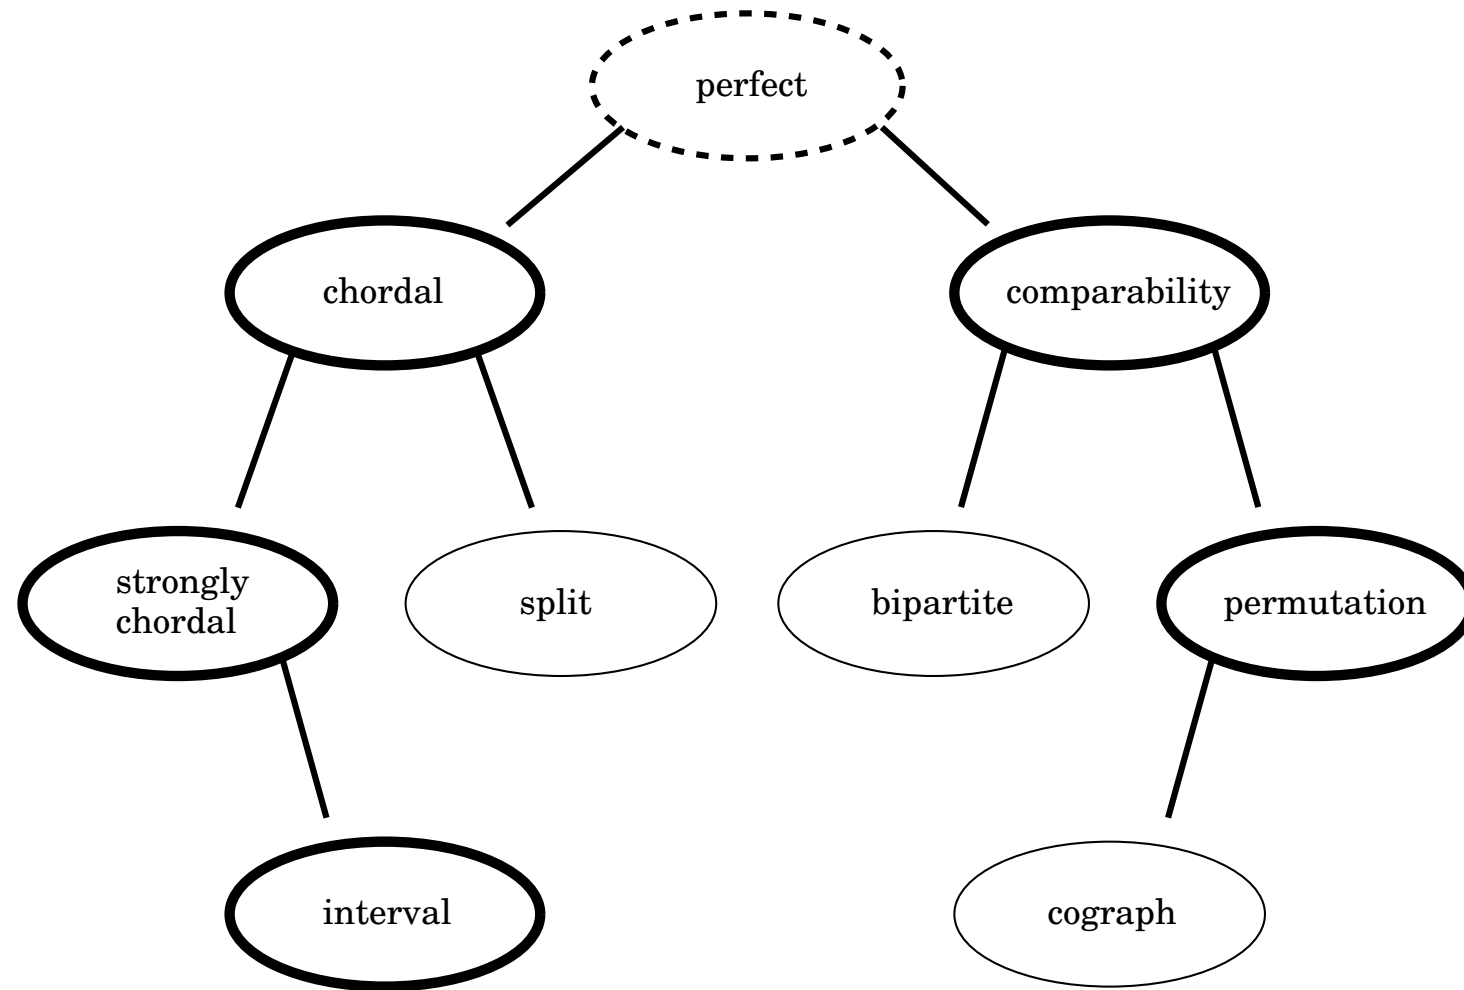 perfect
chordal
comparability
strongly
chordal
split
bipartite
permutation
interval
cograph